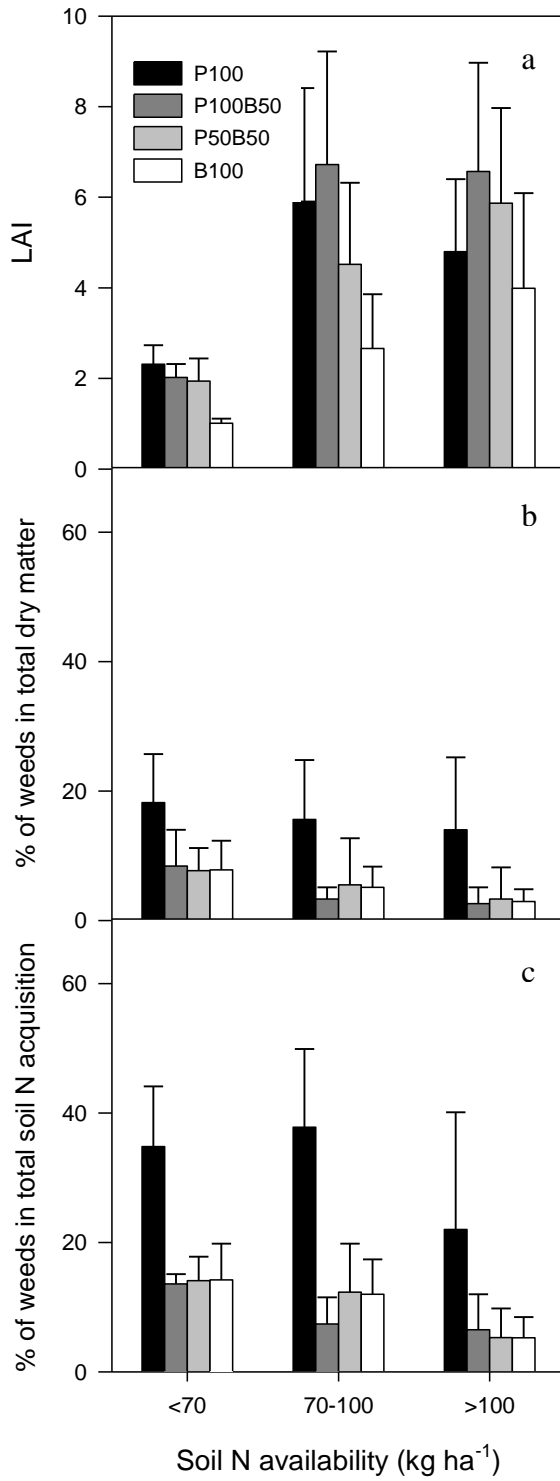 10
a
P100
P100B50
P50B50
B100
8
6
4
2
0
LAI
b
60
40
20
0
% of weeds in total dry matter
c
60
40
20
0
% of weeds in total soil N acquisition
<70
70-100
>100
Soil N availability (kg ha⁻¹)